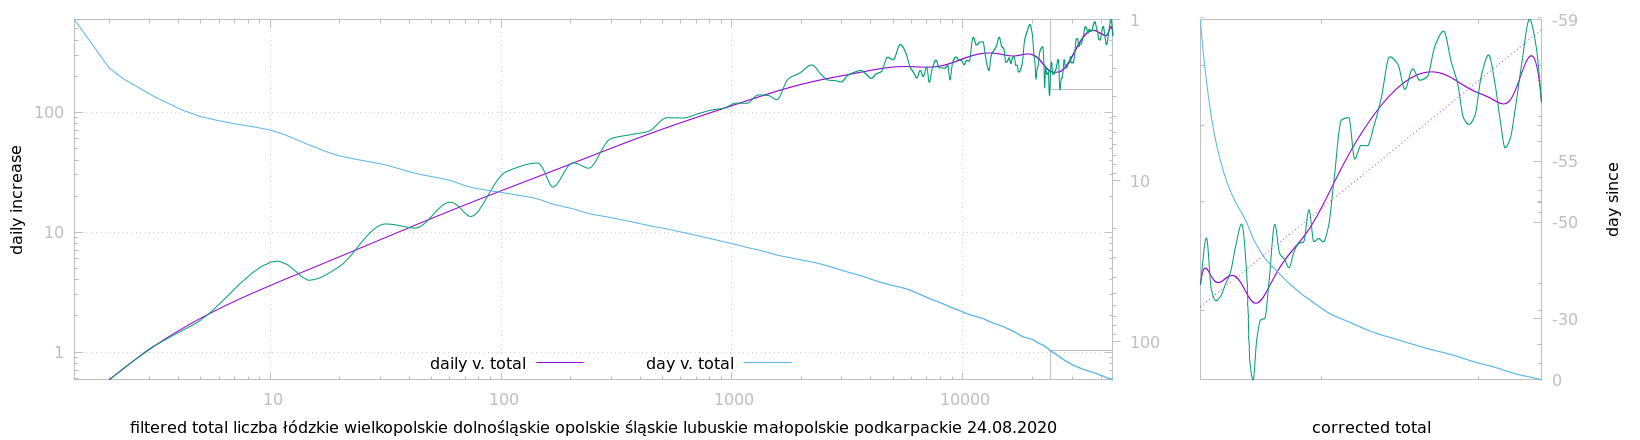 1
-59
100
-55
daily increase
10
day since
10
-50
-30
1
daily v. total
day v. total
100
0
10
100
1000
10000
filtered total liczba łódzkie wielkopolskie dolnośląskie opolskie śląskie lubuskie małopolskie podkarpackie 24.08.2020
corrected total